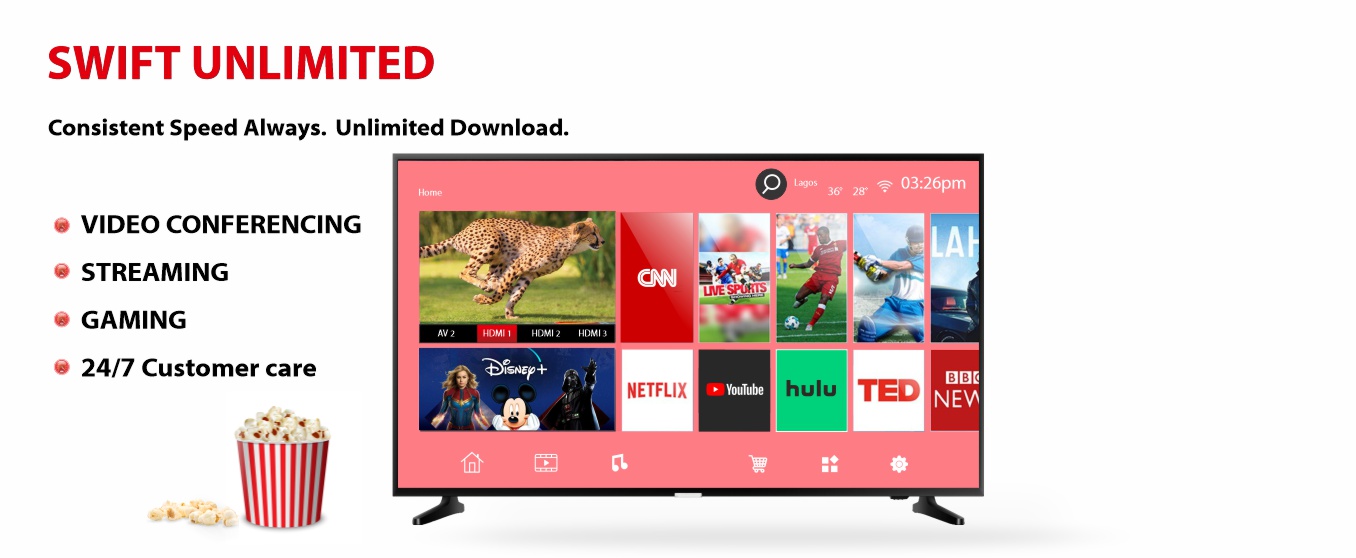 SWIFT UNLIMITED
Consistent Speed Always. Unlimited Download.
VIDEO CONFERENCING
STREAMING
GAMING
24/7 Customer care
Home
Lagos 36° 28° 03:26pm
CNN
LIVE SPORTS
LAH
AV 2 HDMI 1 HDMI 2 HDMI 3
Disney+
NETFLIX
YouTube
hulu
TED
BBC
NEW